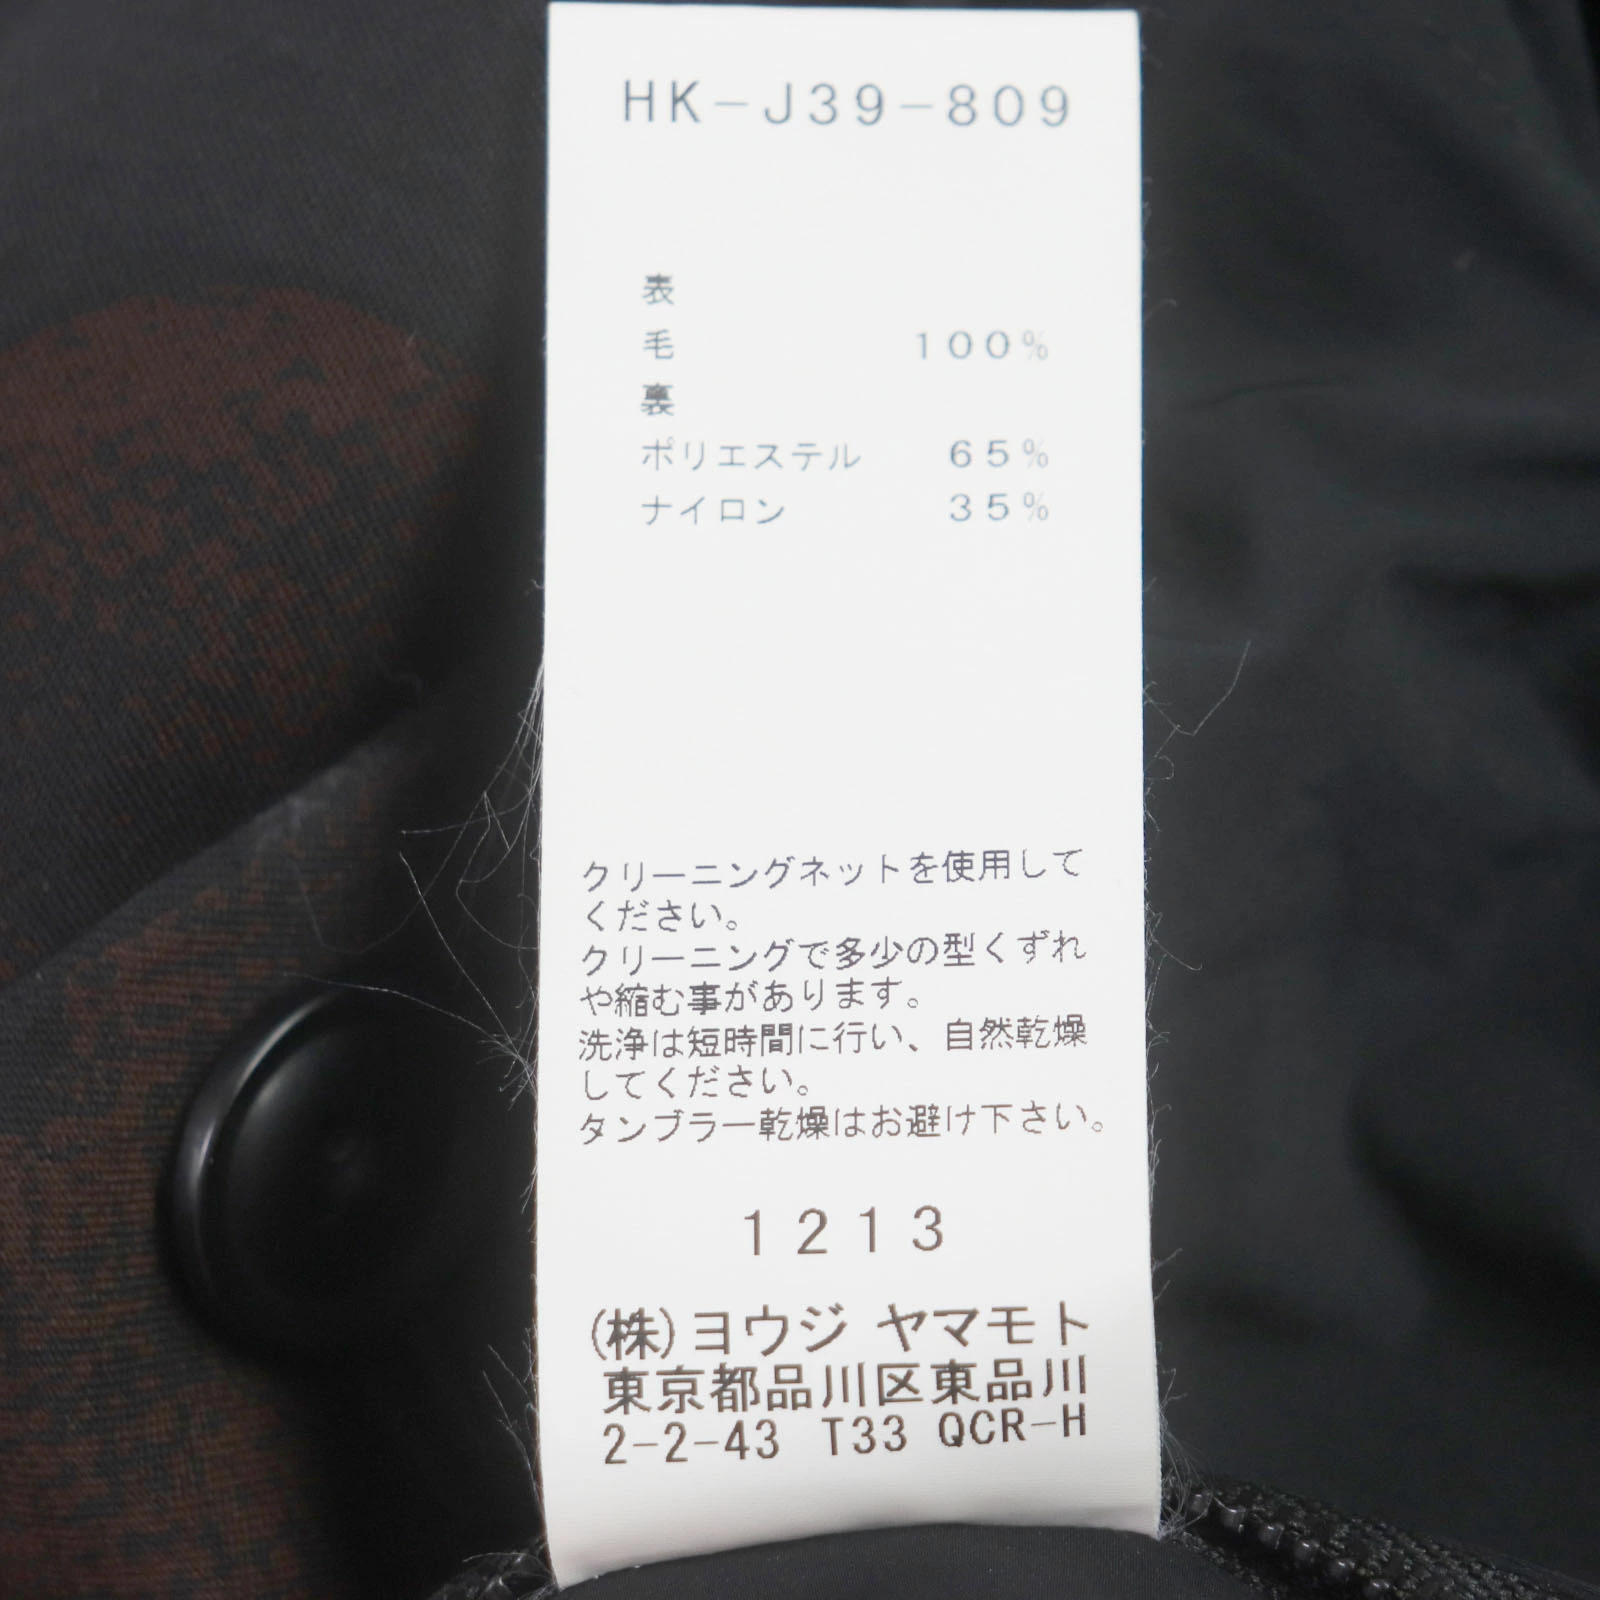 HK-J39-809
表
毛 100%
裏
ポリエステル 65%
ナイロン 35%
クリーニングネットを使用して
ください。
クリーニングで多少の型くずれ
や縮む事があります。
洗浄は短時間に行い、自然乾燥
してください。
タンブラー乾燥はお避け下さい。
1213
(株)ヨウジ ヤマモト
東京都品川区東品川
2-2-43 T33 QCR-H